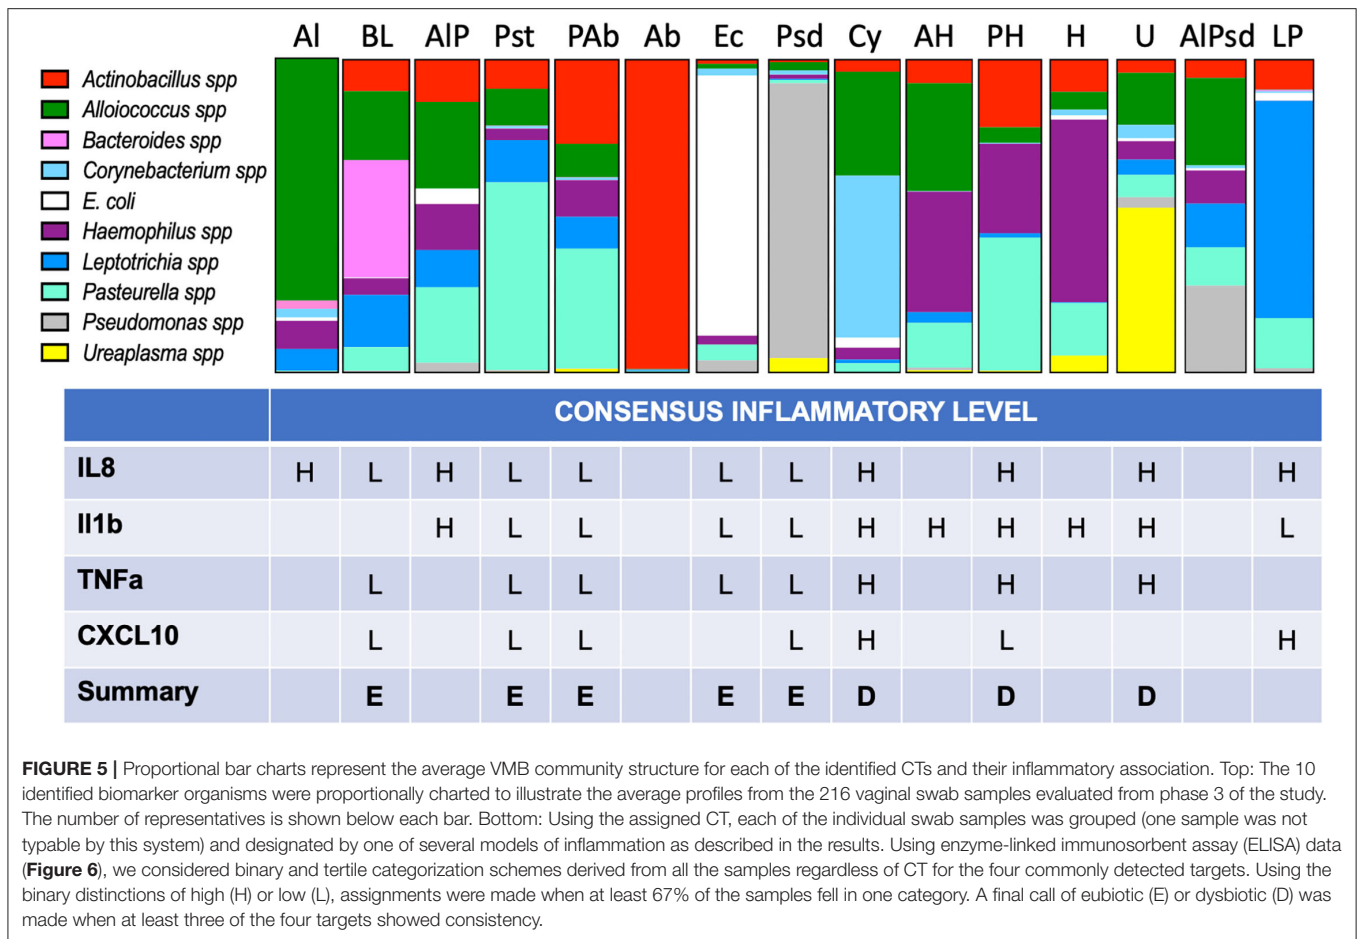 Al BL AlP Pst PAb Ab Ec Psd Cy AH PH H U AlPsd LP
Actinobacillus spp
Alloiococcus spp
Bacteroides spp
Corynebacterium spp
E. coli
Haemophilus spp
Leptotrichia spp
Pasteurella spp
Pseudomonas spp
Ureaplasma spp
CONSENSUS INFLAMMATORY LEVEL
IL8 H L H L L L L H H H H
Il1b H L L L L H H H H H L
TNFa L L L L L H H H
CXCL10 L L L L H L H
Summary E E E E E D D D
FIGURE 5 | Proportional bar charts represent the average VMB community structure for each of the identified CTs and their inflammatory association. Top: The 10
identified biomarker organisms were proportionally charted to illustrate the average profiles from the 216 vaginal swab samples evaluated from phase 3 of the study.
The number of representatives is shown below each bar. Bottom: Using the assigned CT, each of the individual swab samples was grouped (one sample was not
typable by this system) and designated by one of several models of inflammation as described in the results. Using enzyme-linked immunosorbent assay (ELISA) data
(Figure 6), we considered binary and tertile categorization schemes derived from all the samples regardless of CT for the four commonly detected targets. Using the
binary distinctions of high (H) or low (L), assignments were made when at least 67% of the samples fell in one category. A final call of eubiotic (E) or dysbiotic (D) was
made when at least three of the four targets showed consistency.